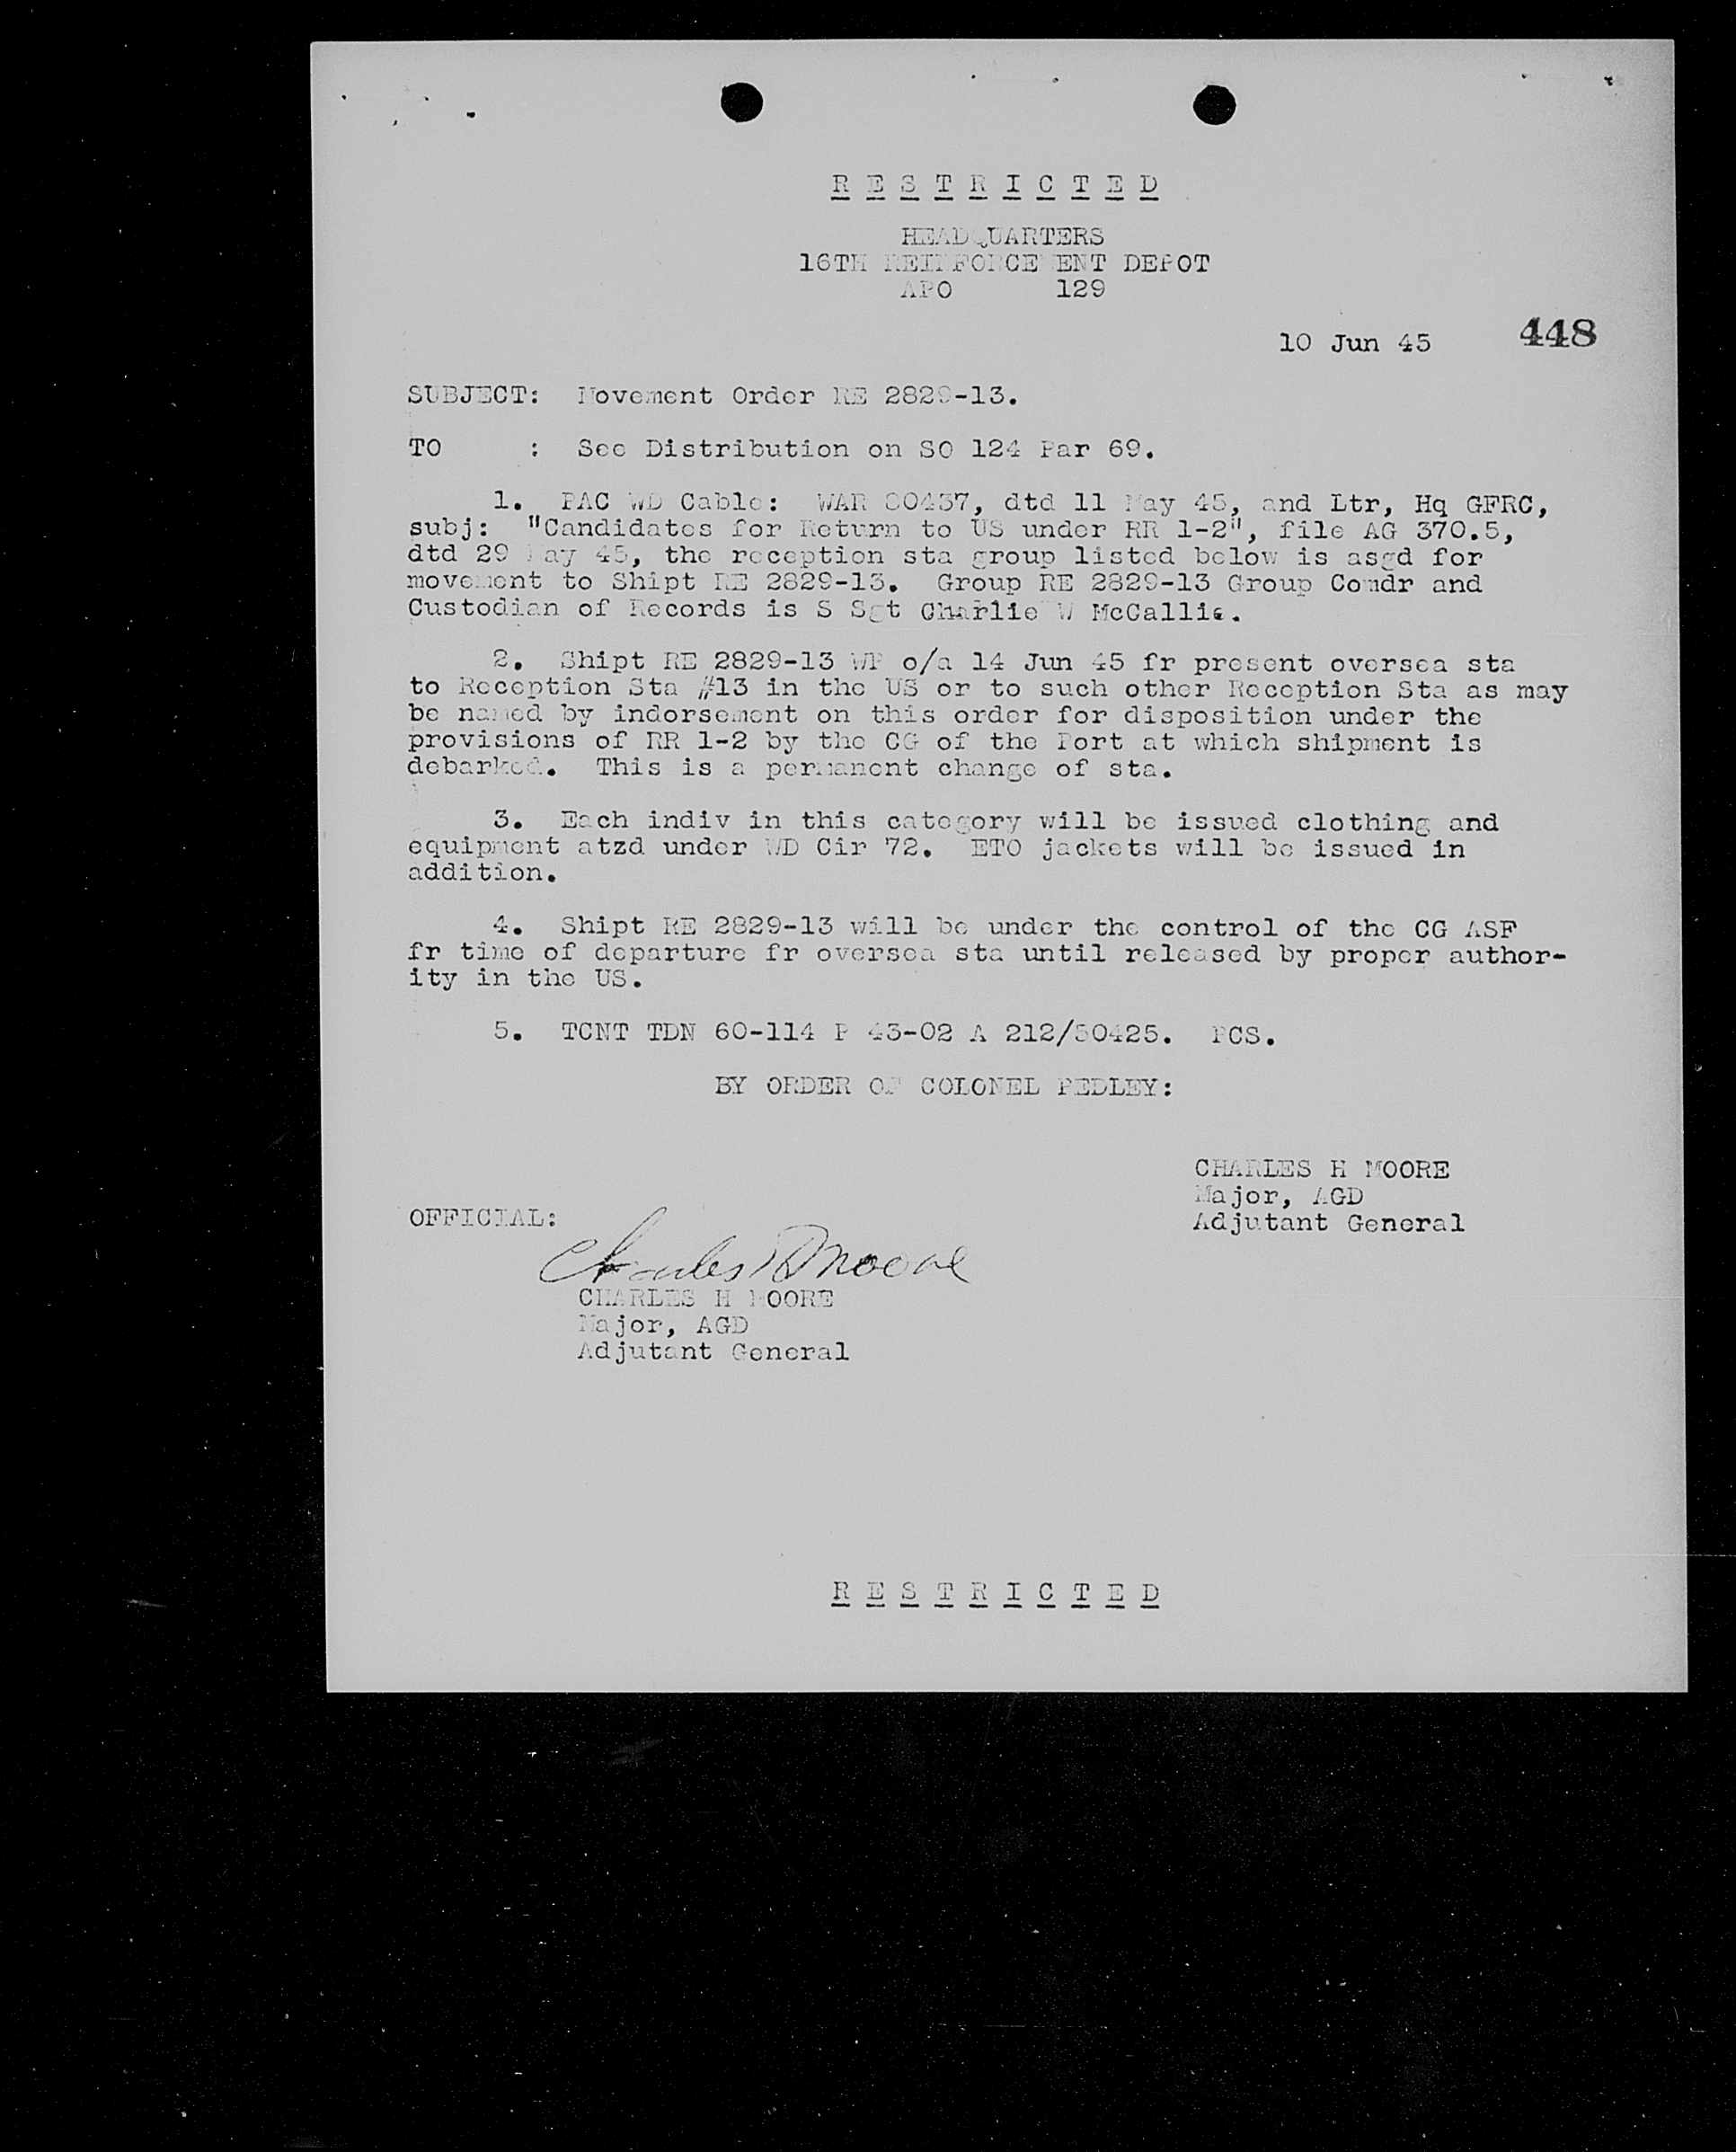 R E S T R I C T E D
HEADQUARTERS
16TH REINFORCEMENT DEPOT
APO 129
10 Jun 45 448
SUBJECT: Movement Order RE 2829-13.
TO : See Distribution on SO 124 Par 69.
1. PAC WD Cable: WAR dtd 11 May 45, and Ltr, Hq GFRC,
subj: "Candidates for Return to US under RR 1-2", file AG 370.5,
dtd 29 May 45, the reception sta group listed below is asgd for
movement to Shipt RE 2829-13. Group RE 2829-13 Group Comdr and
Custodian of Records is S Sgt Charlie W
2. Shipt RE 2829-13 WP o/a 14 Jun 45 fr present oversea sta
to Reception Sta #13 in the US or to such other Reception Sta as may
be named by indorsement on this order for disposition under the
provisions of RR 1-2 by the CG of the Port at which shipment is
debarked. This is a permanent change of sta.
3. Each indiv in this category will be issued clothing and
equipment atzd under WD Cir 72. ETO jackets will be issued in
addition.
4. Shipt RE 2829-13 will be under the control of the CG ASF
fr time of departure fr oversea sta until released by proper author-
ity in the US.
5. TCNT TDN 60-114 P 43-02 A 212/50425. PCS.
BY ORDER OF COLONEL PEDLEY:
CHARLES H MOORE
Major, AGD
Adjutant General
OFFICIAL:
Charles H Moore
CHARLES H MOORE
Major, AGD
Adjutant General
R E S T R I C T E D